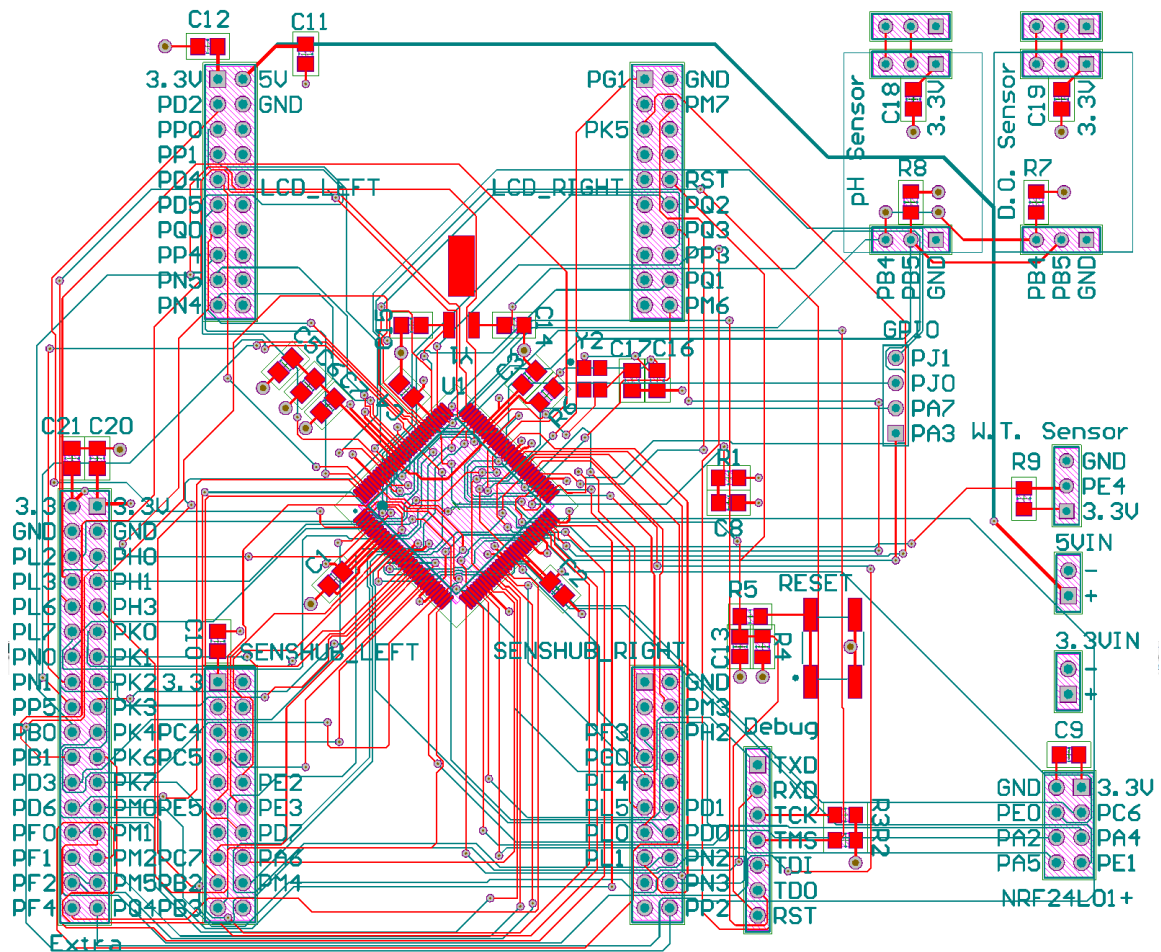 C12
C11
3.3V
5V
PD2
GND
PP0
PP1
PD4
PD5
PQ0
PP4
PN5
PN4
LCD_LEFT
PG1
GND
PM7
PK5
RST
PQ2
PQ3
PP3
PQ1
PM6
LCD_RIGHT
C18
3.3V
pH Sensor
R8
PB4
PB5
GND
C19
3.3V
D.O. Sensor
R7
PB4
PB5
GND
C14
Y1
U1
Y2
C17
C16
C5
C6
C7
C4
C3
GPIO
PJ1
PJ0
PA7
PA3
W.T. Sensor
R9
GND
PE4
3.3V
5VIN
-
+
3.3VIN
-
+
R1
C8
C1
C2
C21
C20
3.3
3.3V
GND
GND
PL2
PH0
PL3
PH1
PL6
PH3
PL7
PK0
PN0
PK1
PN1
PK2
PP5
PK3
PB0
PK4
PB1
PK6
PD3
PK7
PD6
PM0
PF0
PM1
PF1
PM2
PF2
PM5
PF4
PQ4
Extra
C10
SENSHUB_LEFT
3.3
PC4
PC5
PE2
PE5
PE3
PD7
PC7
PA6
PB2
PM4
PB3
SENSHUB_RIGHT
GND
PM3
PF3
PH2
PG0
PL4
PL5
PD1
PL0
PD0
PL1
PN2
PN3
PP2
R5
RESET
C13
R4
Debug
TXD
RXD
TCK
TMS
TDI
TDO
RST
R3
R2
C9
GND
3.3V
PE0
PC6
PA2
PA4
PA5
PE1
NRF24L01+